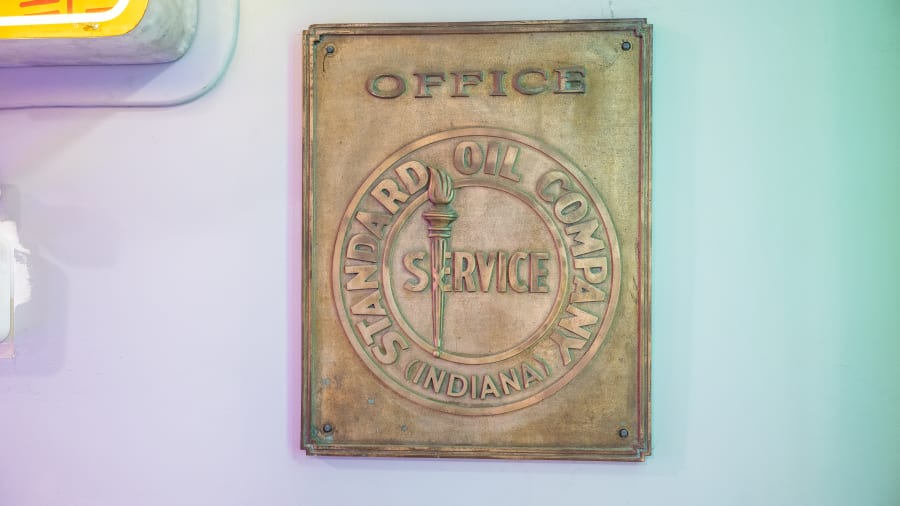 OFFICE
STANDARD OIL COMPANY
SERVICE
(INDIANA)